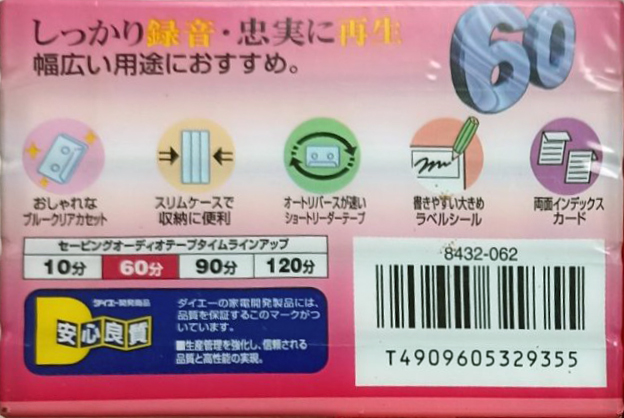 しっかり録音・忠実に再生
幅広い用途におすすめ。
60
おしゃれな
ブルークリアカセット
スリムケースで
収納に便利
オートリバースが速い
ショートリーダーテープ
書きやすい大きめ
ラベルシール
両面インデックス
カード
セービングオーディオテープタイムラインアップ
10分 60分 90分 120分
8432-062
T4909605329355
ダイエー開発商品
安心良質
ダイエーの家電開発製品には、
品質を保証するこのマークがつ
いています。
■生産管理を強化し、信頼される
品質と高性能の実現。